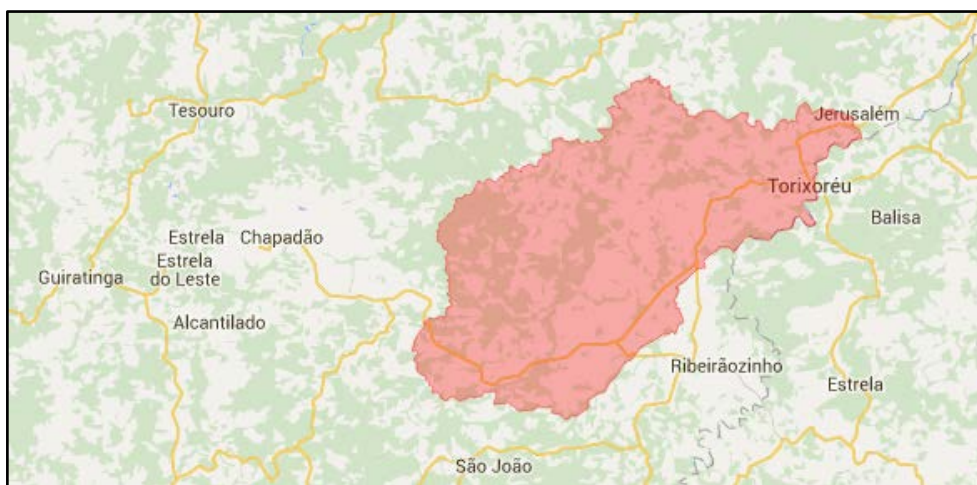 Tesouro
Jerusalém
Torixoréu
Balisa
Estrela
Chapadão
Estrela
do Leste
Guiratinga
Alcantilado
Ribeirãozinho
Estrela
São João